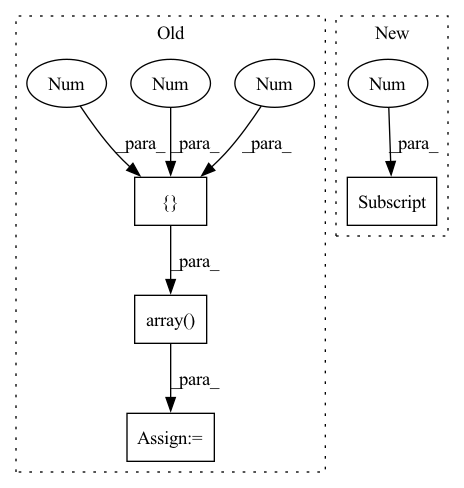 Old
New
Num
Num
Num
Num
_para_
_para_
_para_
_para_
{}
Subscript
_para_
array()
_para_
Assign:=